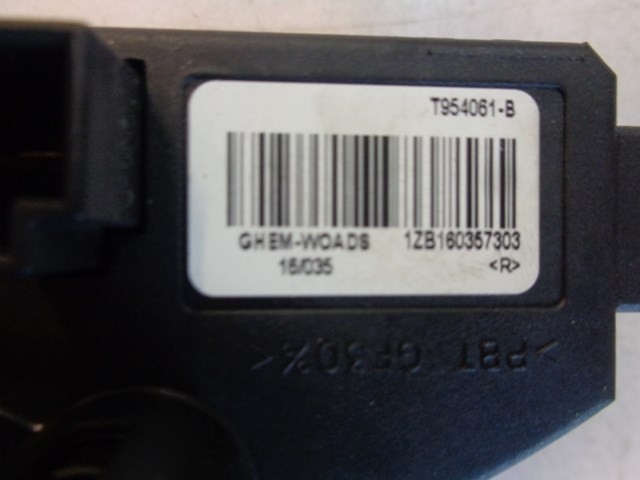 T954061-B
GHEM-WOADS 1ZB160357303
16/035 <R>
>PBT GF30%<